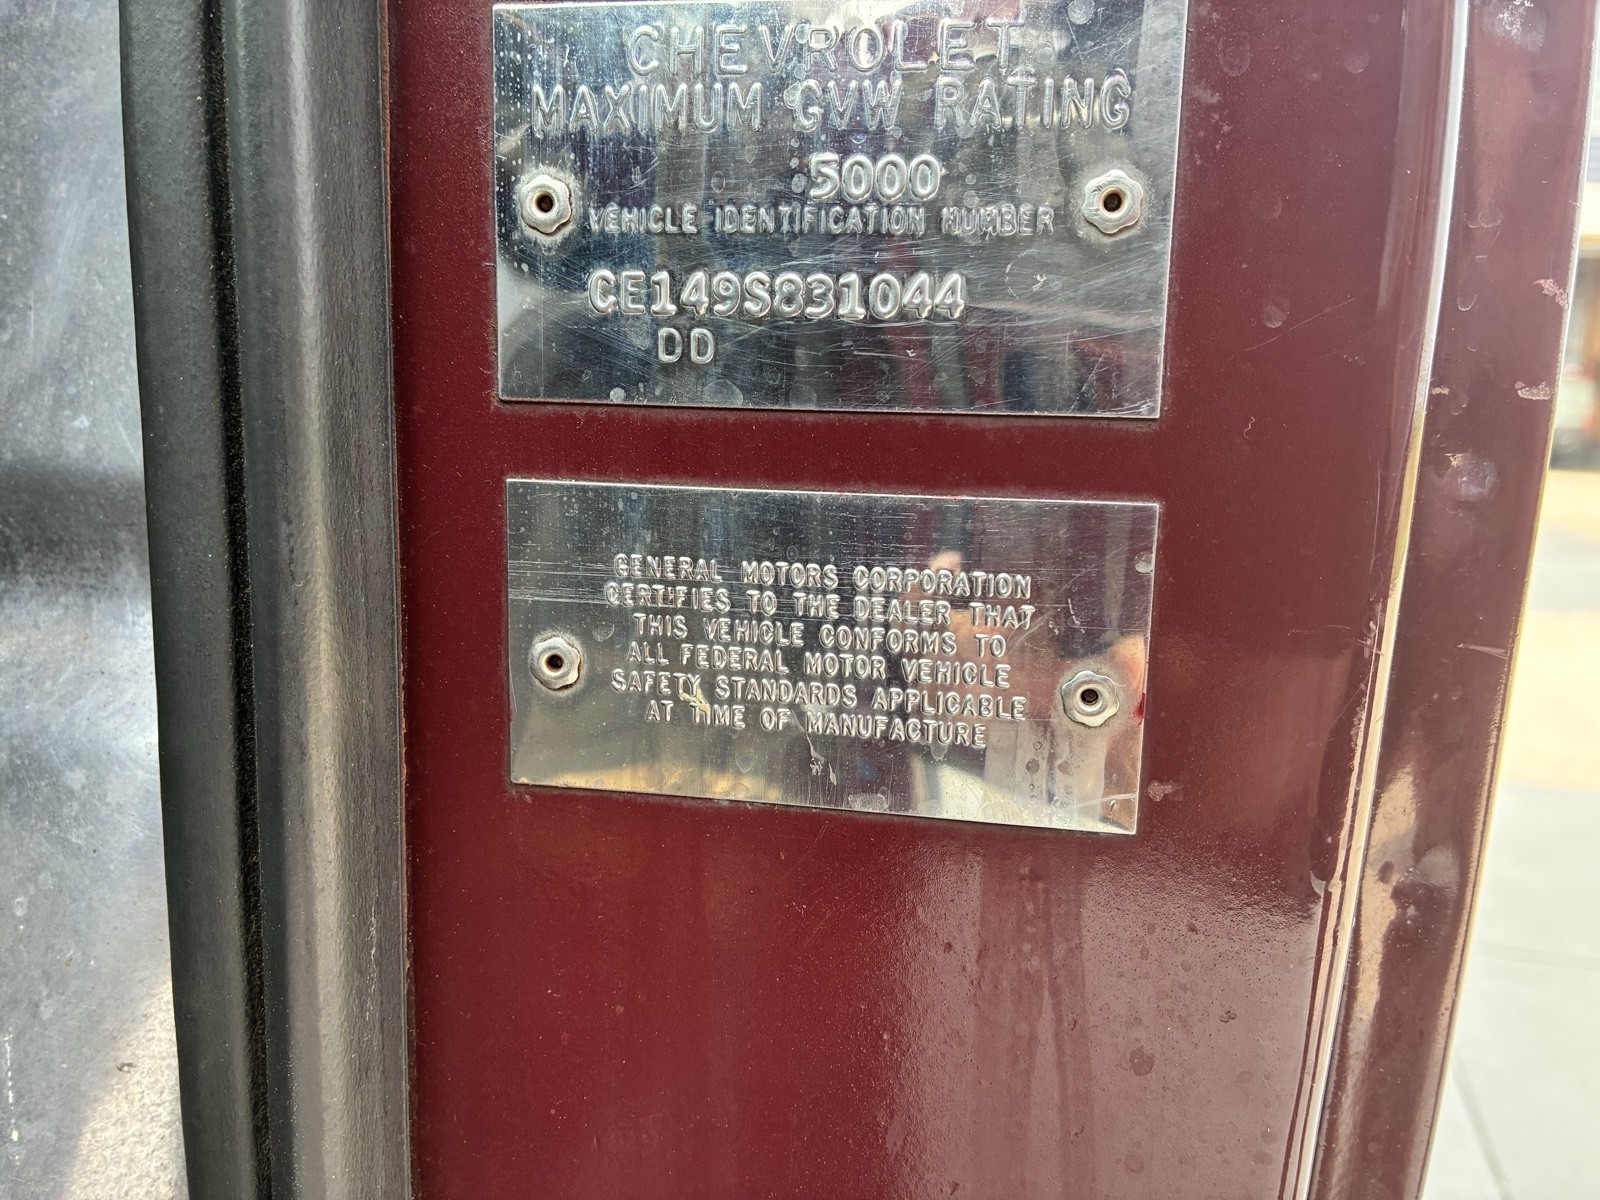 CHEVROLET
MAXIMUM GVW RATING
5000
VEHICLE IDENTIFICATION NUMBER
CE149S831044
DD
GENERAL MOTORS CORPORATION
CERTIFIES TO THE DEALER THAT
THIS VEHICLE CONFORMS TO
ALL FEDERAL MOTOR VEHICLE
SAFETY STANDARDS APPLICABLE
AT TIME OF MANUFACTURE